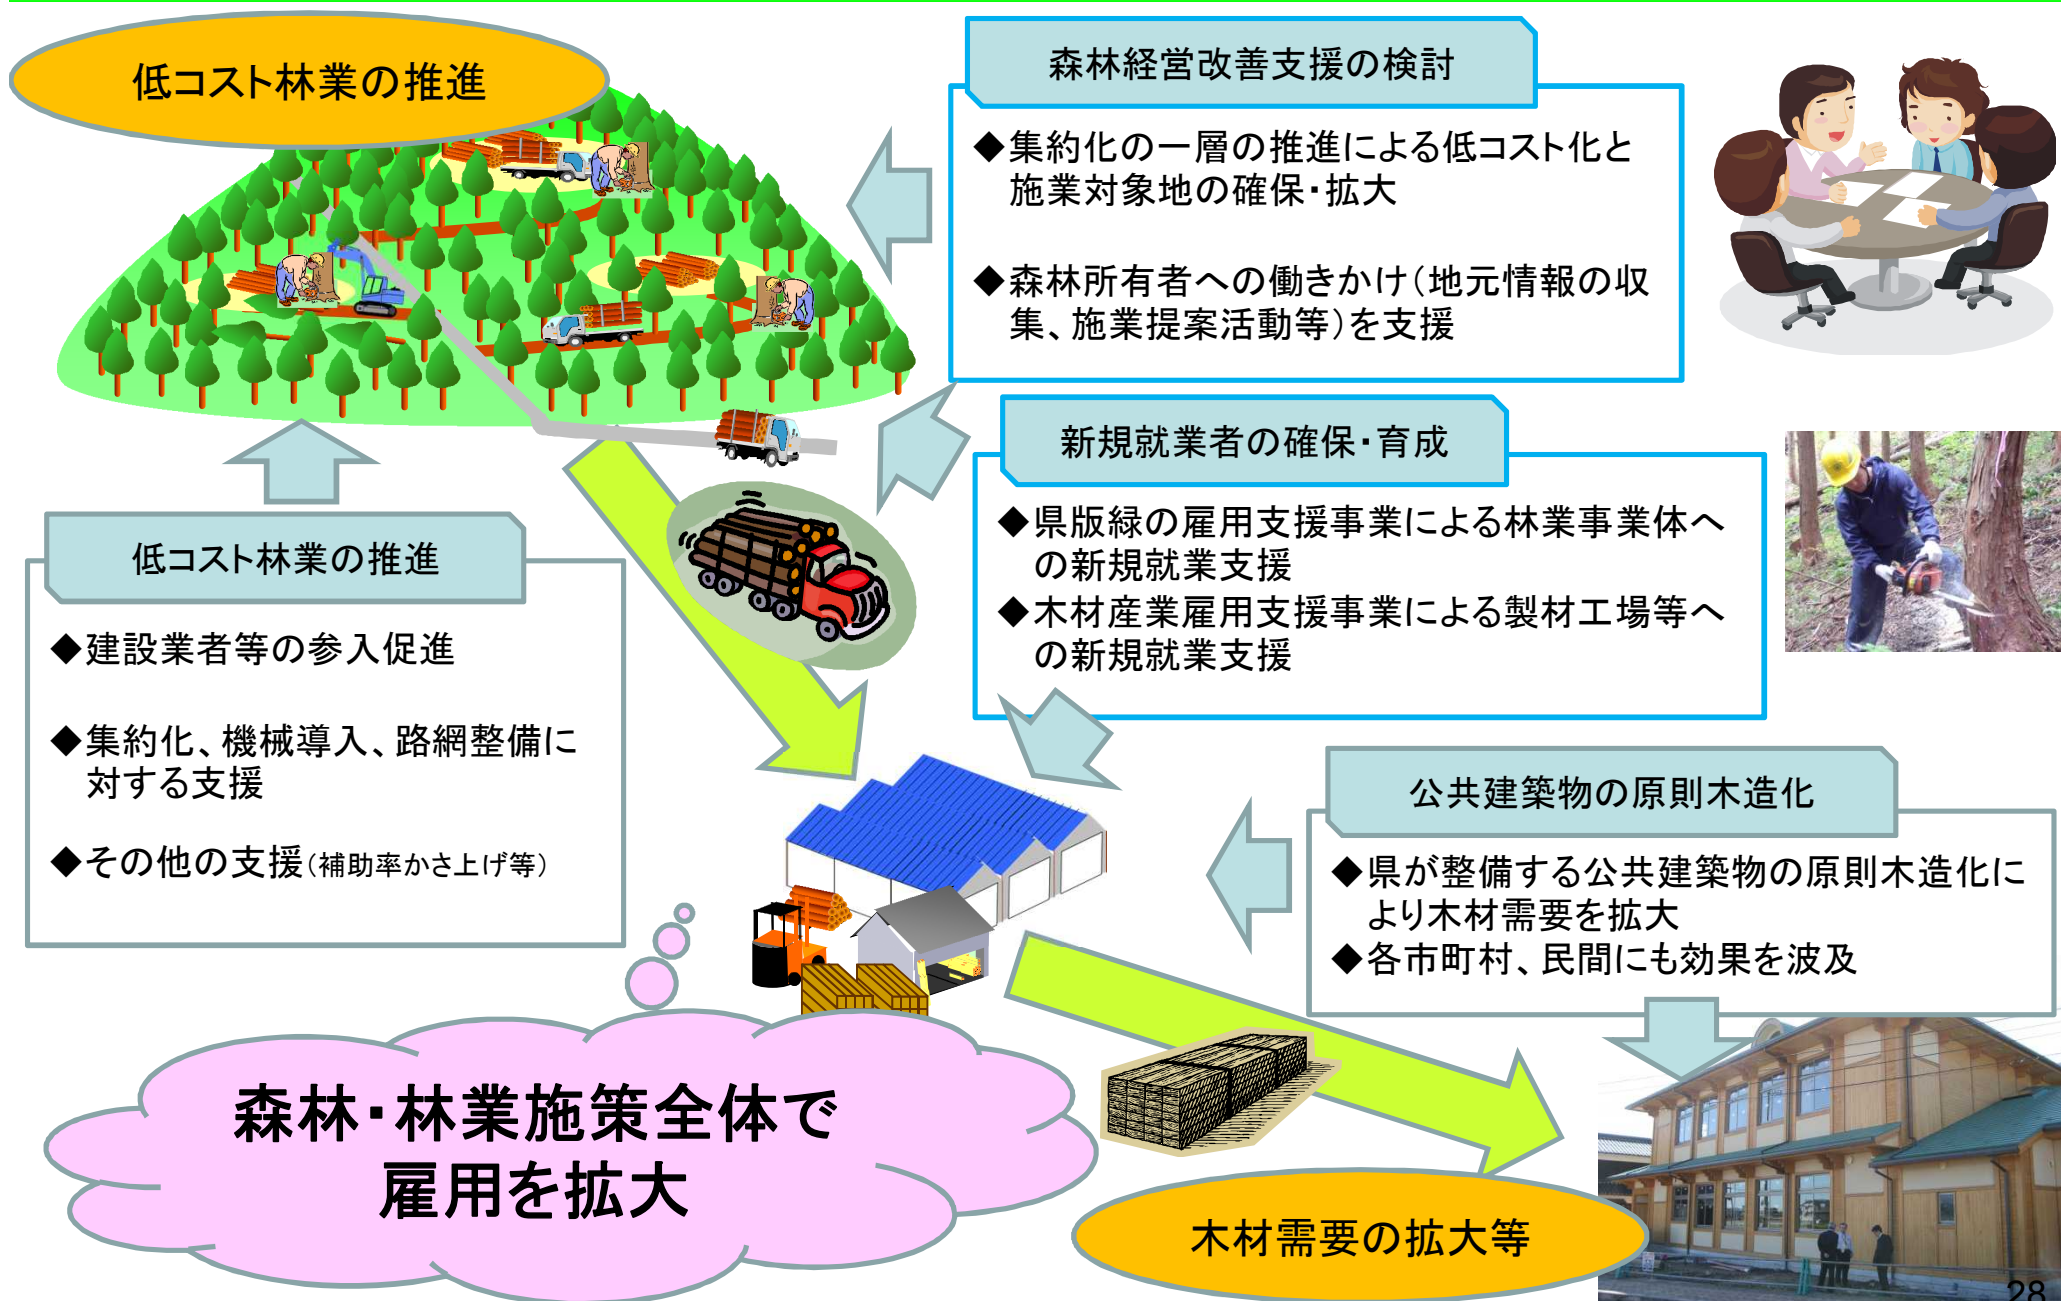 低コスト林業の推進
森林経営改善支援の検討
◆集約化の一層の推進による低コスト化と
施業対象地の確保・拡大
◆森林所有者への働きかけ(地元情報の収
集、施業提案活動等)を支援
新規就業者の確保・育成
◆県版緑の雇用支援事業による林業事業体へ
の新規就業支援
◆木材産業雇用支援事業による製材工場等へ
の新規就業支援
低コスト林業の推進
◆建設業者等の参入促進
◆集約化、機械導入、路網整備に
対する支援
◆その他の支援(補助率かさ上げ等)
公共建築物の原則木造化
◆県が整備する公共建築物の原則木造化に
より木材需要を拡大
◆各市町村、民間にも効果を波及
森林・林業施策全体で
雇用を拡大
木材需要の拡大等
28